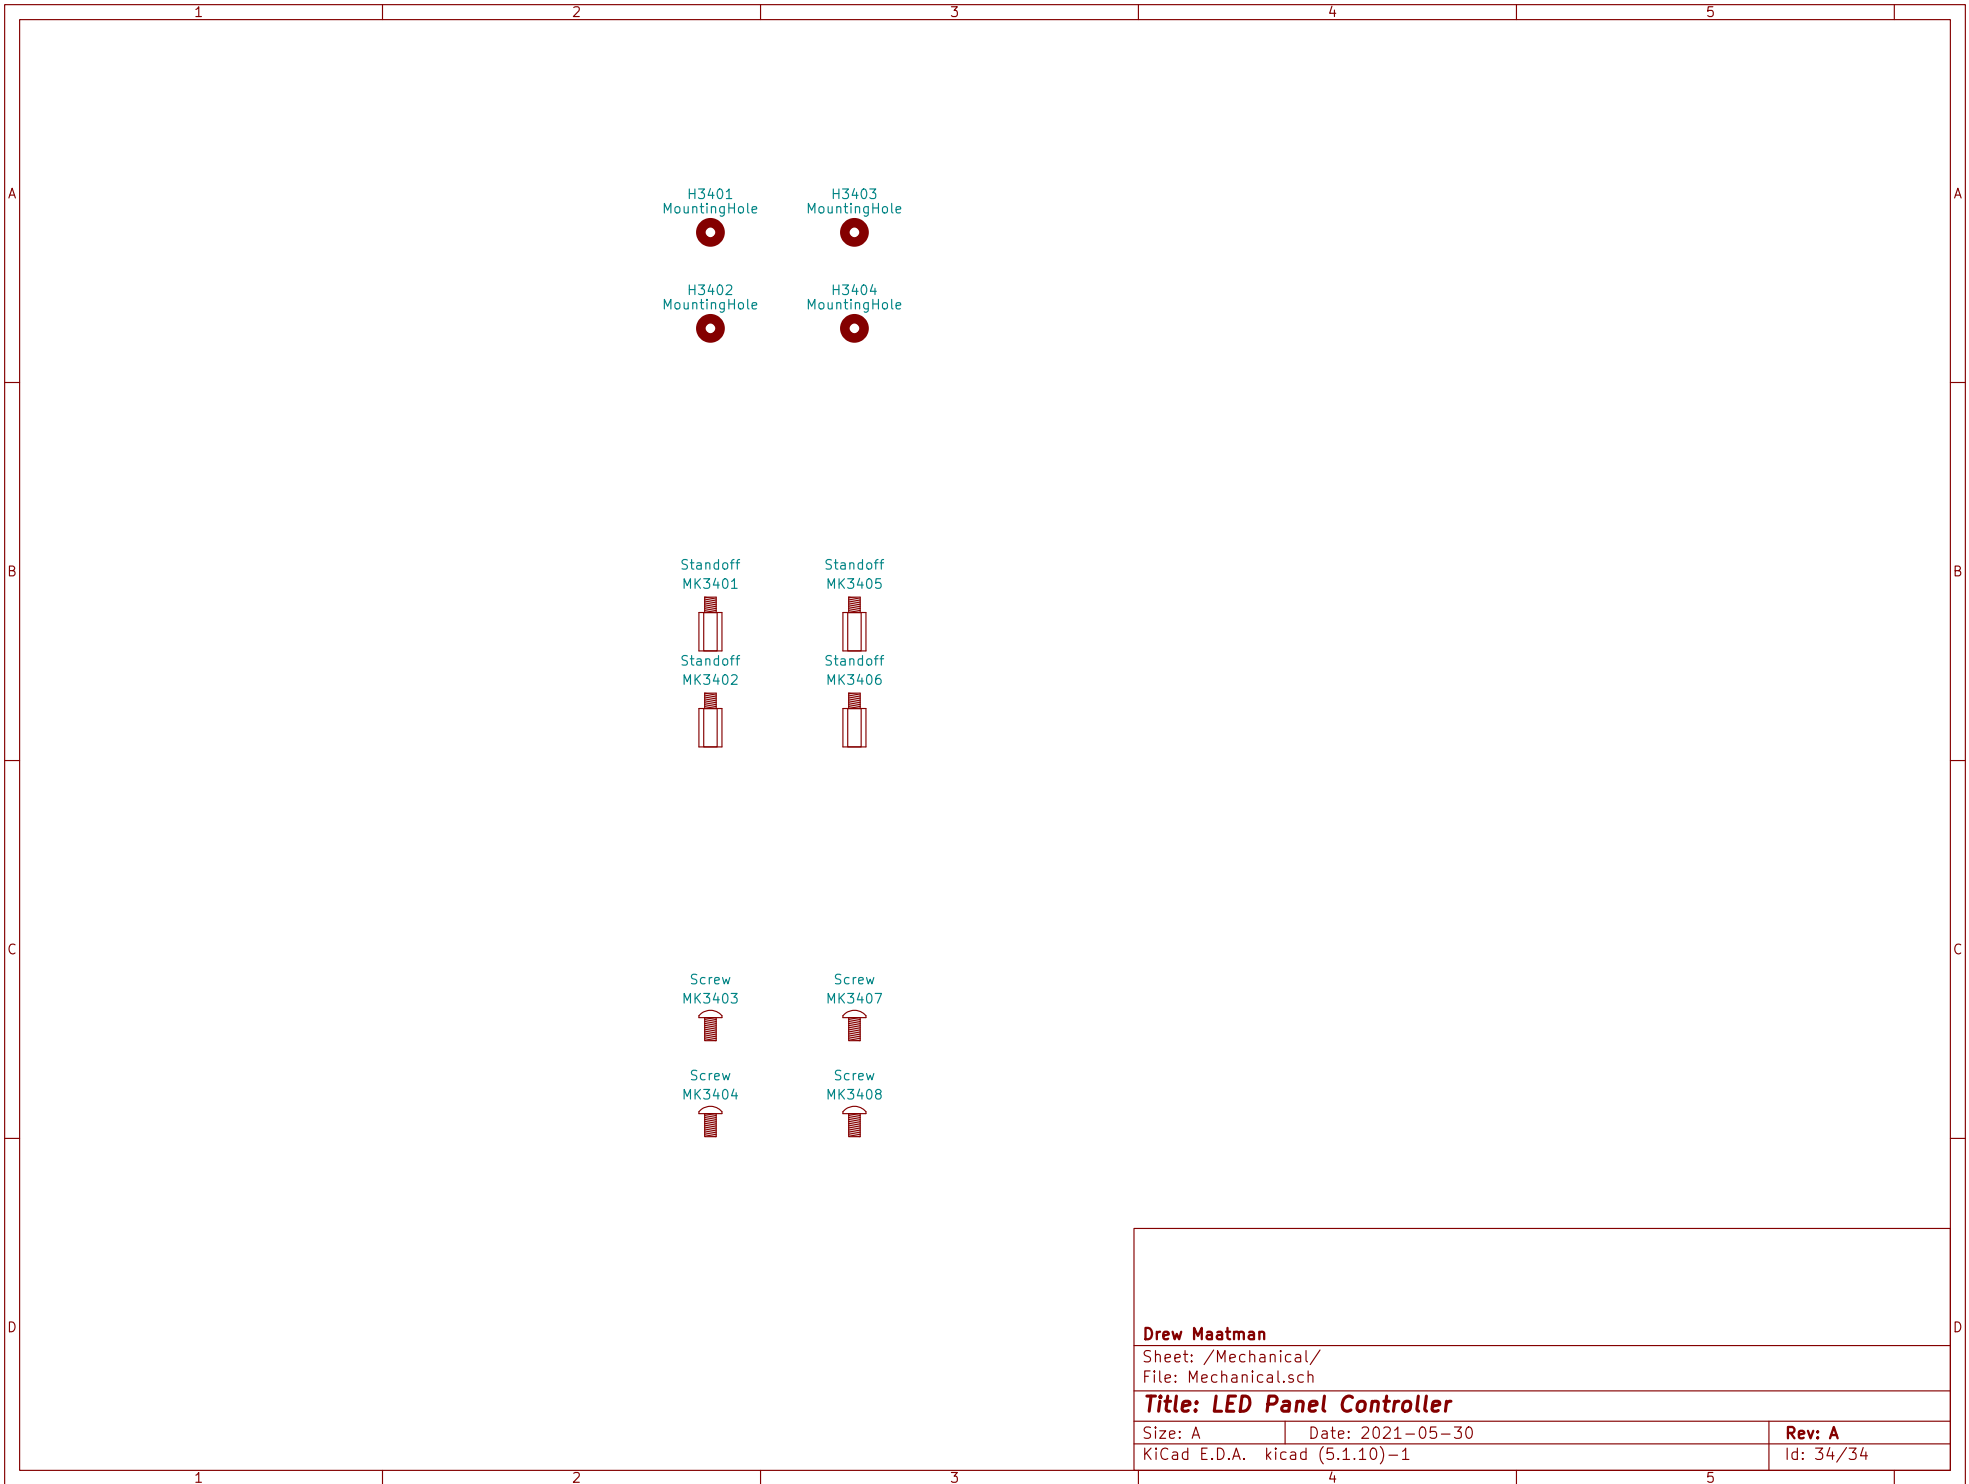 1 2 3 4 5
A A
H3401 H3403
MountingHole MountingHole
H3402 H3404
MountingHole MountingHole
B B
Standoff Standoff
MK3401 MK3405
Standoff Standoff
MK3402 MK3406
C C
Screw Screw
MK3403 MK3407
Screw Screw
MK3404 MK3408
D D
Drew Maatman
Sheet: /Mechanical/
File: Mechanical.sch
Title: LED Panel Controller
Size: A Date: 2021-05-30 Rev: A
KiCad E.D.A. kicad (5.1.10)-1 Id: 34/34
1 2 3 4 5